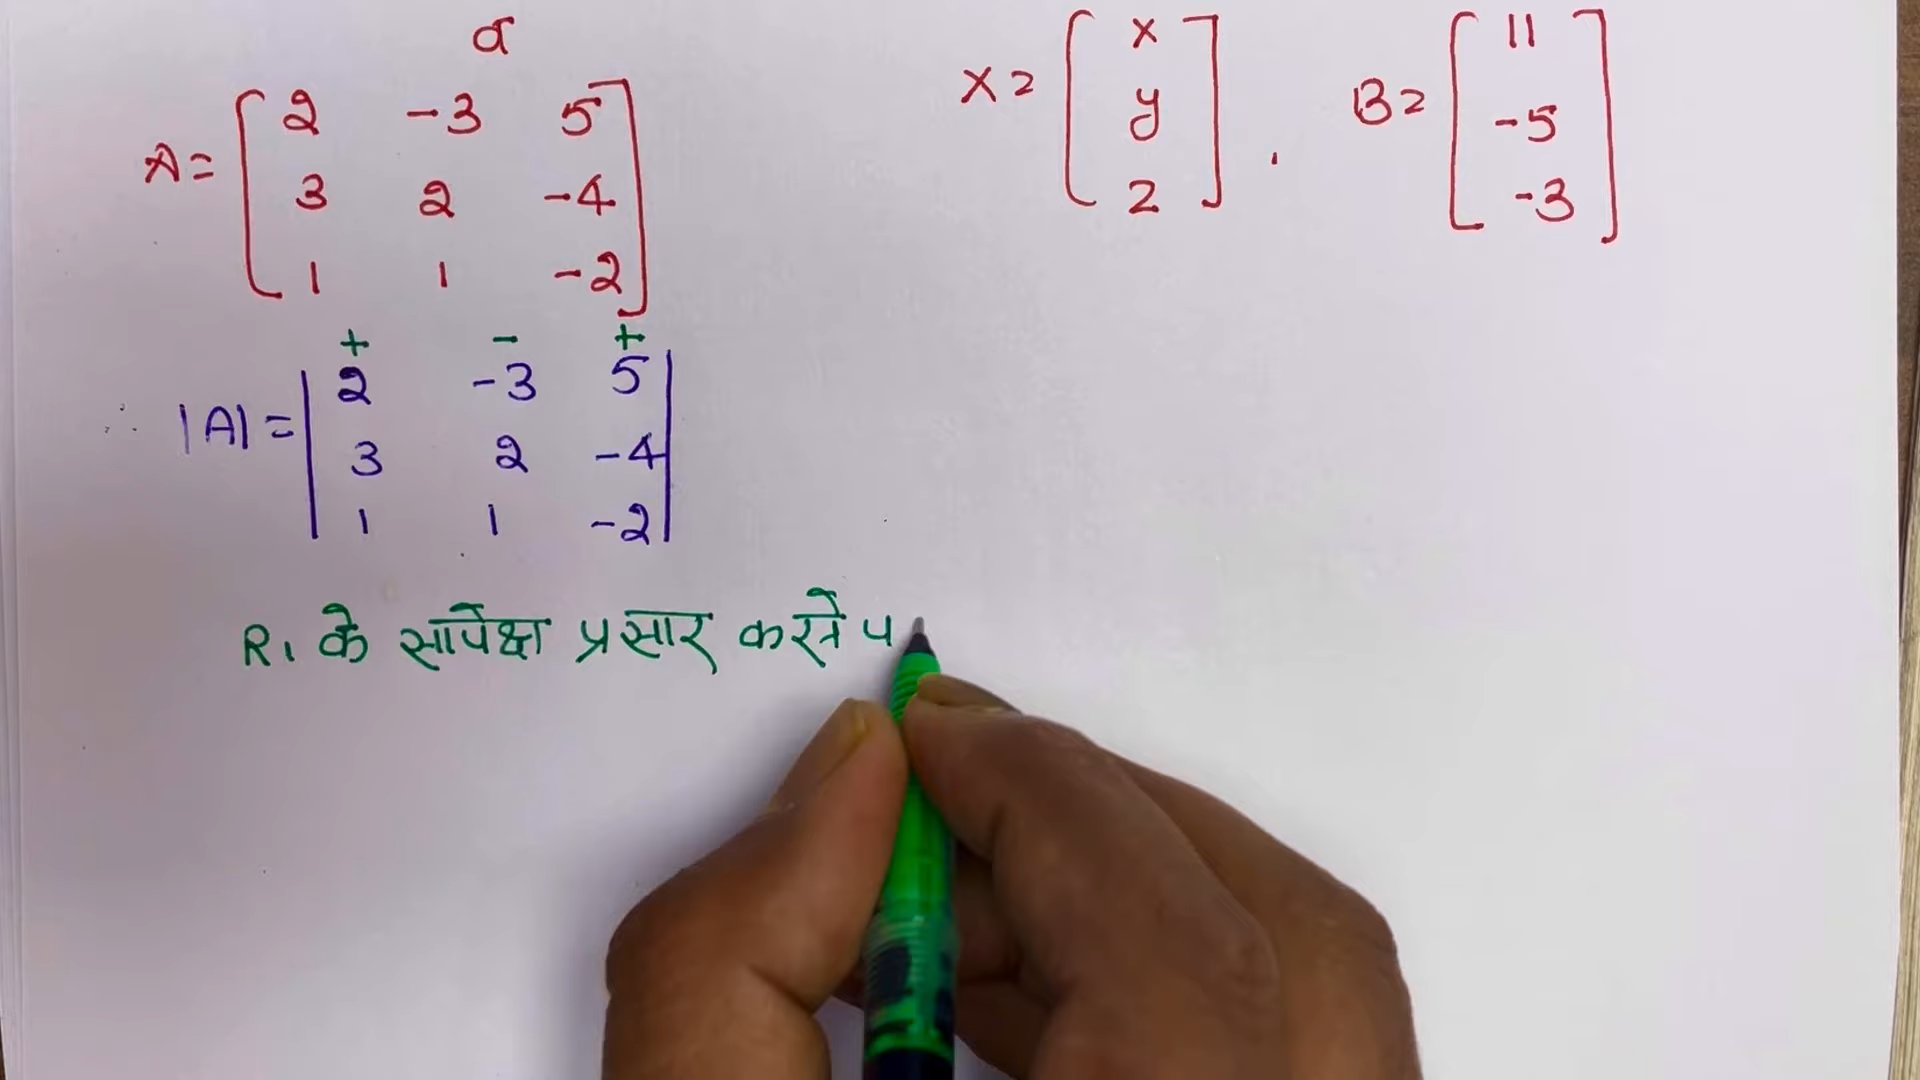 व
A = [ 2 -3 5
3 2 -4
1 1 -2 ]
X = [ x
y
z ] ,
B = [ 11
-5
-3 ]
+ - +
∴ |A| = | 2 -3 5
3 2 -4
1 1 -2 |
R₁ के सापेक्ष प्रसार करने प